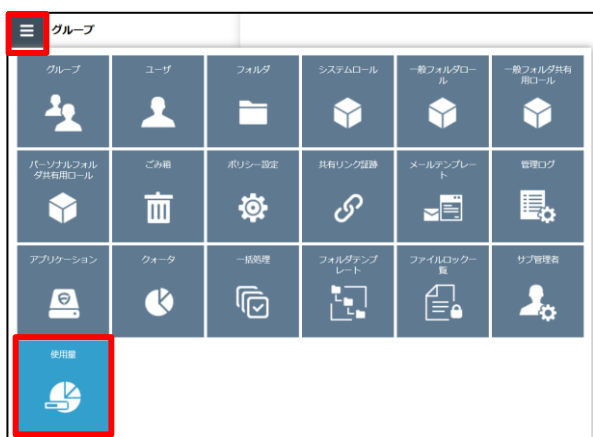 グループ
グループ
ユーザ
フォルダ
システムロール
一般フォルダロー
ル
一般フォルダ共有
用ロール
パーソナルフォル
ダ共有用ロール
ごみ箱
ポリシー設定
共有リンク証跡
メールテンプレー
ト
管理ログ
アプリケーション
クォータ
一括処理
フォルダテンプ
レート
ファイルロック一
覧
サブ管理者
使用量